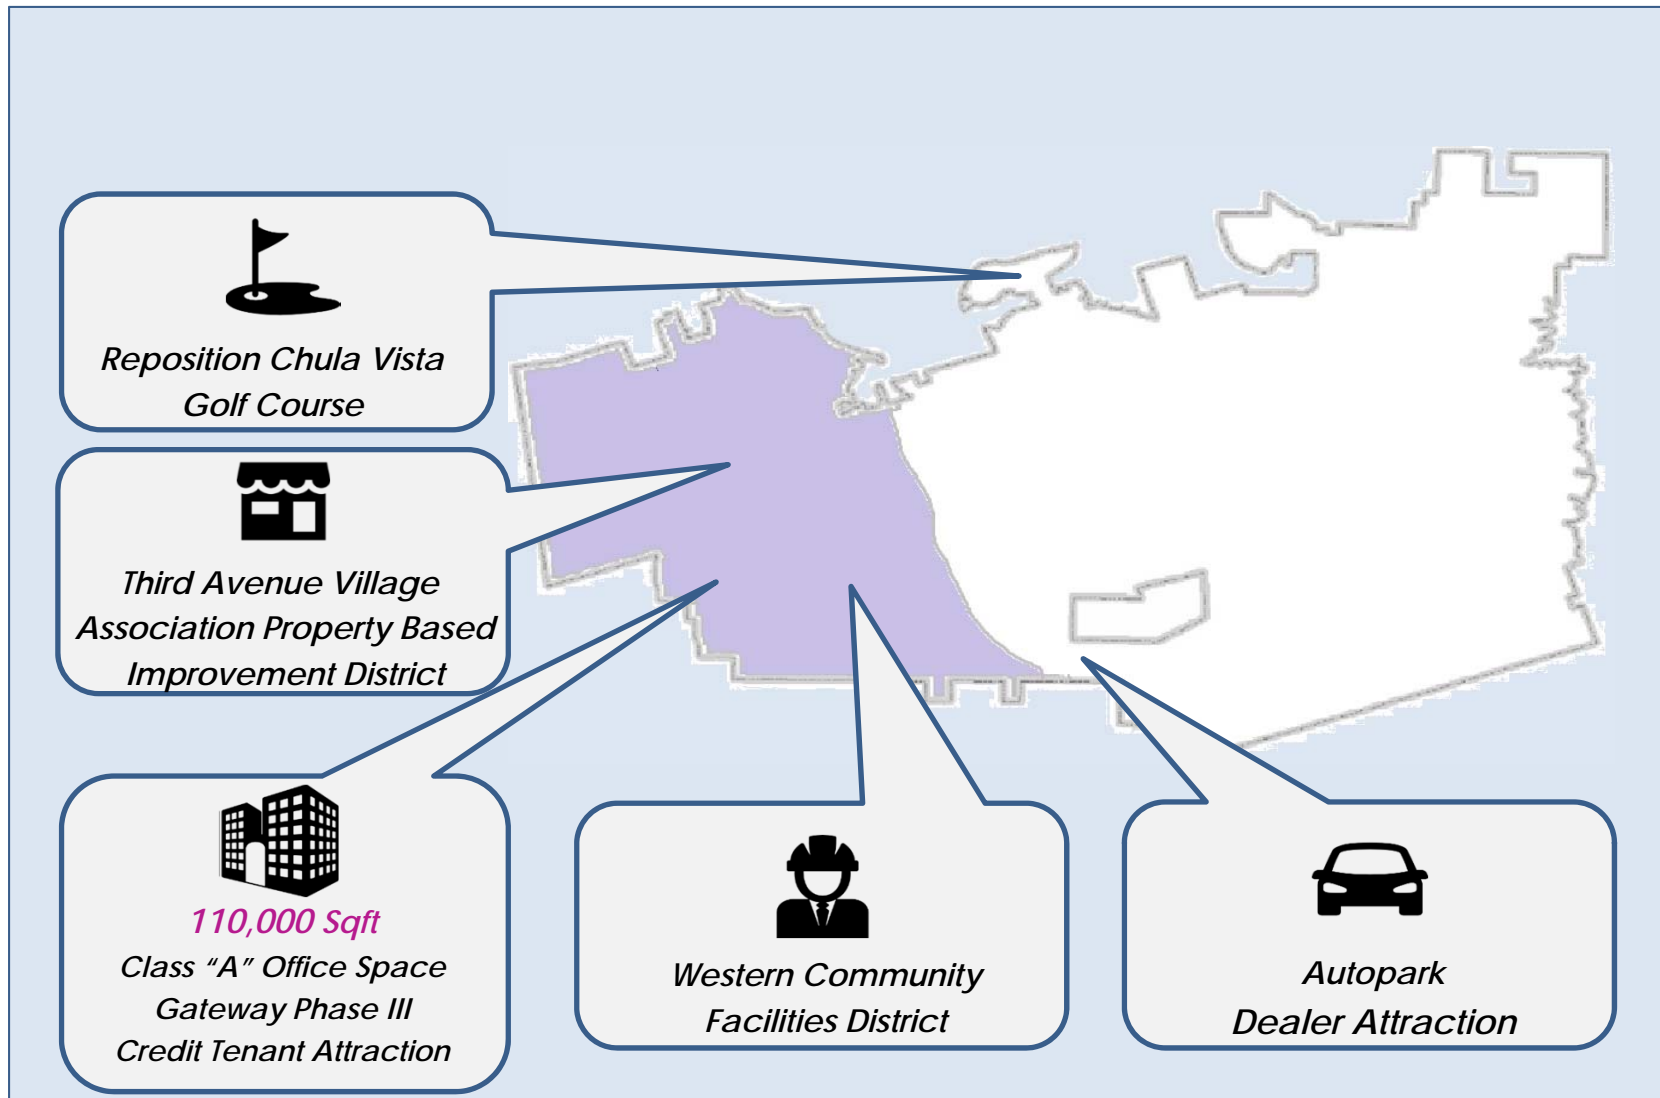 Reposition Chula Vista
Golf Course
Third Avenue Village
Association Property Based
Improvement District
110,000 Sqft
Class “A” Office Space
Gateway Phase III
Credit Tenant Attraction
Western Community
Facilities District
Autopark
Dealer Attraction